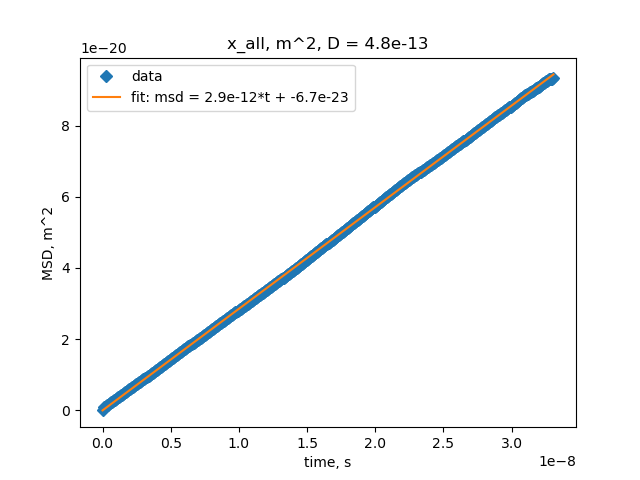 x_all, m^2, D = 4.8e-13
1e−20
data
fit: msd = 2.9e-12*t + -6.7e-23
8
6
4
2
0
MSD, m^2
0.0 0.5 1.0 1.5 2.0 2.5 3.0
1e−8
time, s